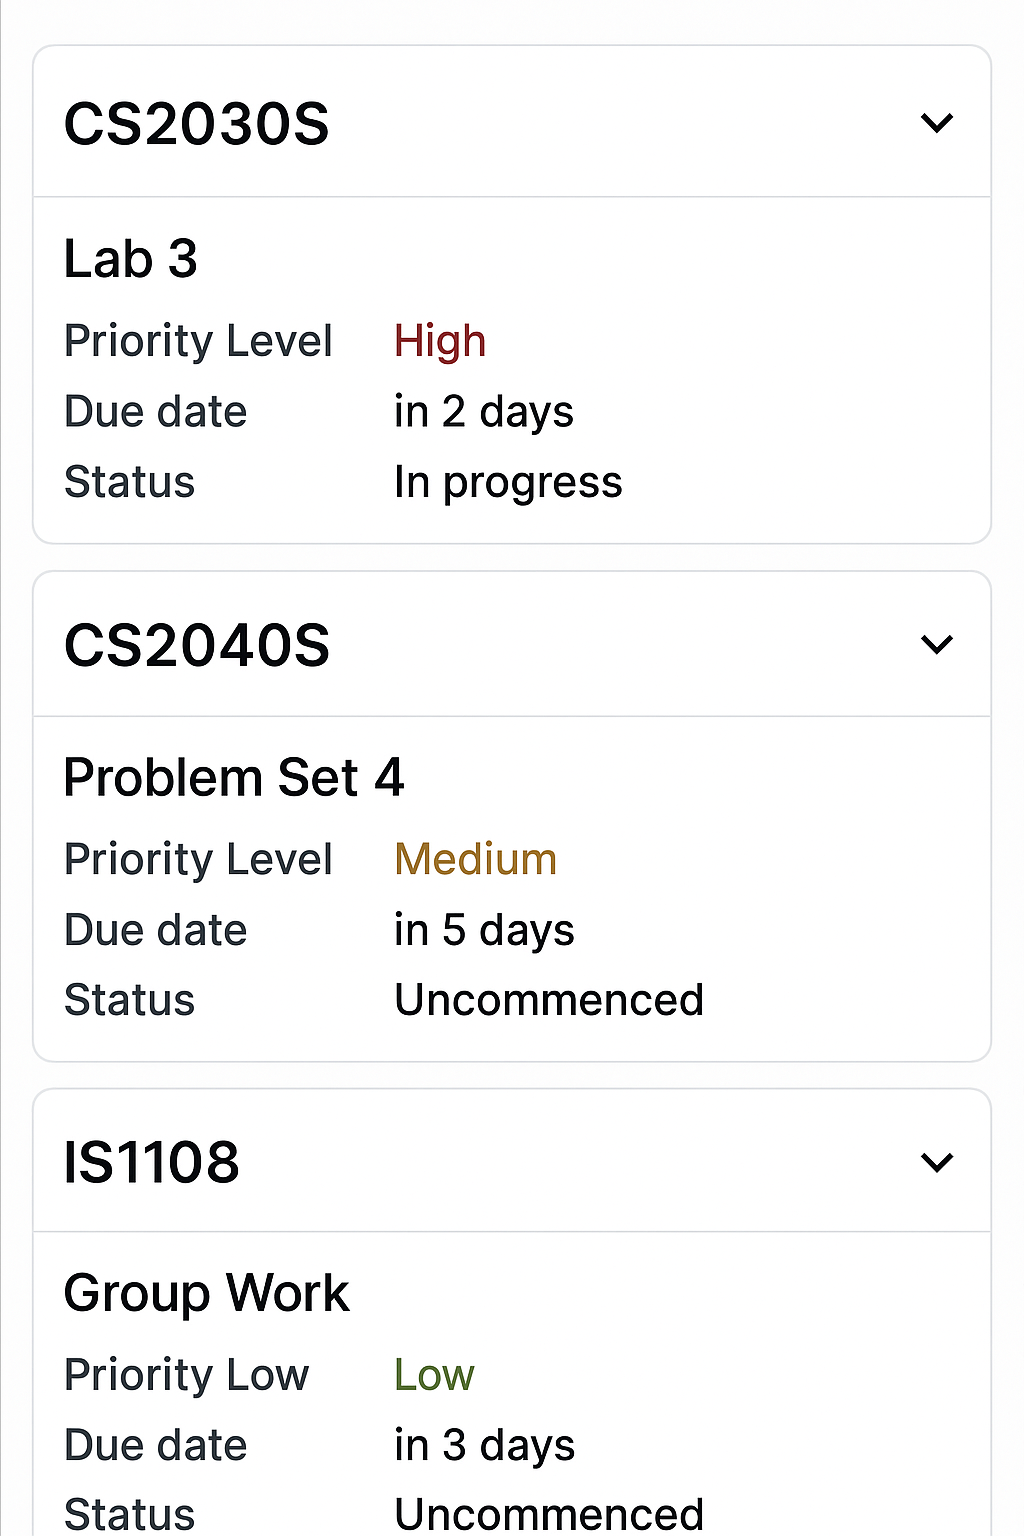 CS2030S
Lab 3
Priority Level High
Due date in 2 days
Status In progress
CS2040S
Problem Set 4
Priority Level Medium
Due date in 5 days
Status Uncommenced
IS1108
Group Work
Priority Low Low
Due date in 3 days
Status Uncommenced